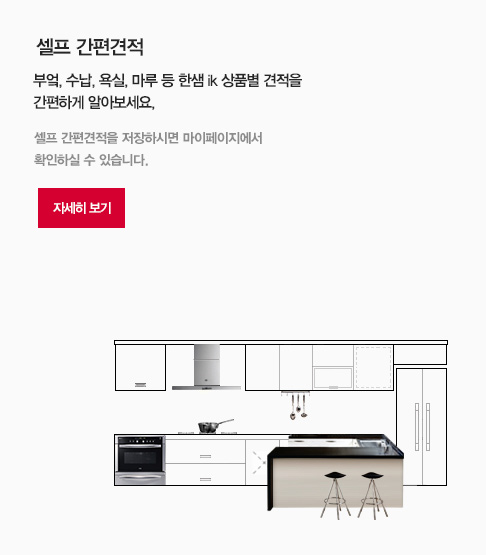 셀프 간편견적
부엌, 수납, 욕실, 마루 등 한샘 ik 상품별 견적을
간편하게 알아보세요.
셀프 간편견적을 저장하시면 마이페이지에서
확인하실 수 있습니다.
자세히 보기